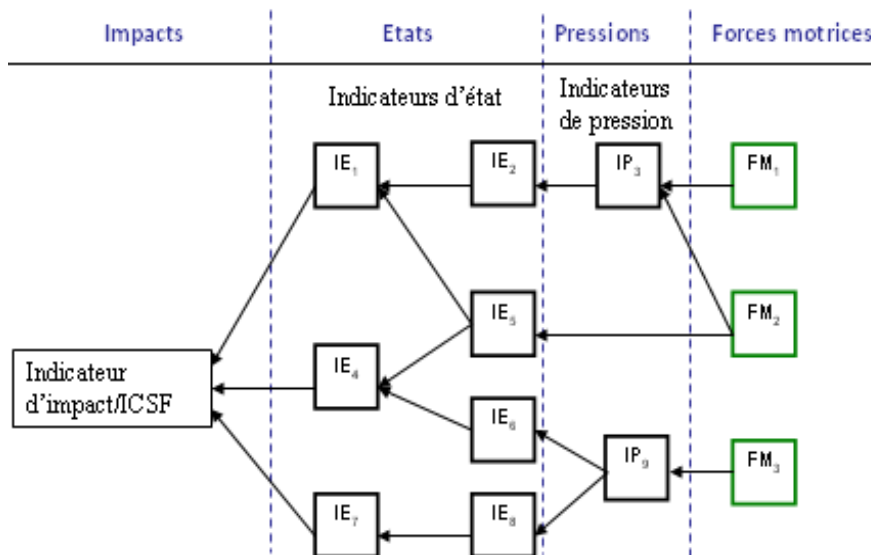 Impacts
Etats
Pressions
Forces motrices
Indicateurs d'état
Indicateurs
de pression
IE₁
IE₂
IP₃
FM₁
IE₅
FM₂
Indicateur
d'impact/ICSF
IE₄
IE₆
IP₉
FM₃
IE₇
IE₈